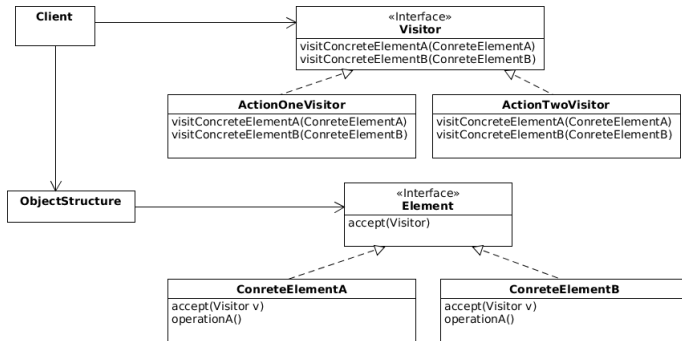 Client
«Interface»
Visitor
visitConcreteElementA(ConreteElementA)
visitConcreteElementB(ConreteElementB)
ActionOneVisitor
visitConcreteElementA(ConreteElementA)
visitConcreteElementB(ConreteElementB)
ActionTwoVisitor
visitConcreteElementA(ConreteElementA)
visitConcreteElementB(ConreteElementB)
ObjectStructure
«Interface»
Element
accept(Visitor)
ConreteElementA
accept(Visitor v)
operationA()
ConreteElementB
accept(Visitor v)
operationA()